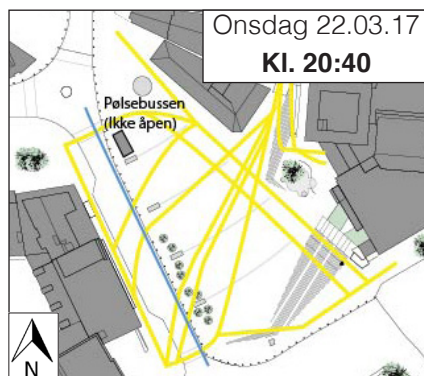 Onsdag 22.03.17
Kl. 20:40
Pølsebussen
(Ikke åpen)
N